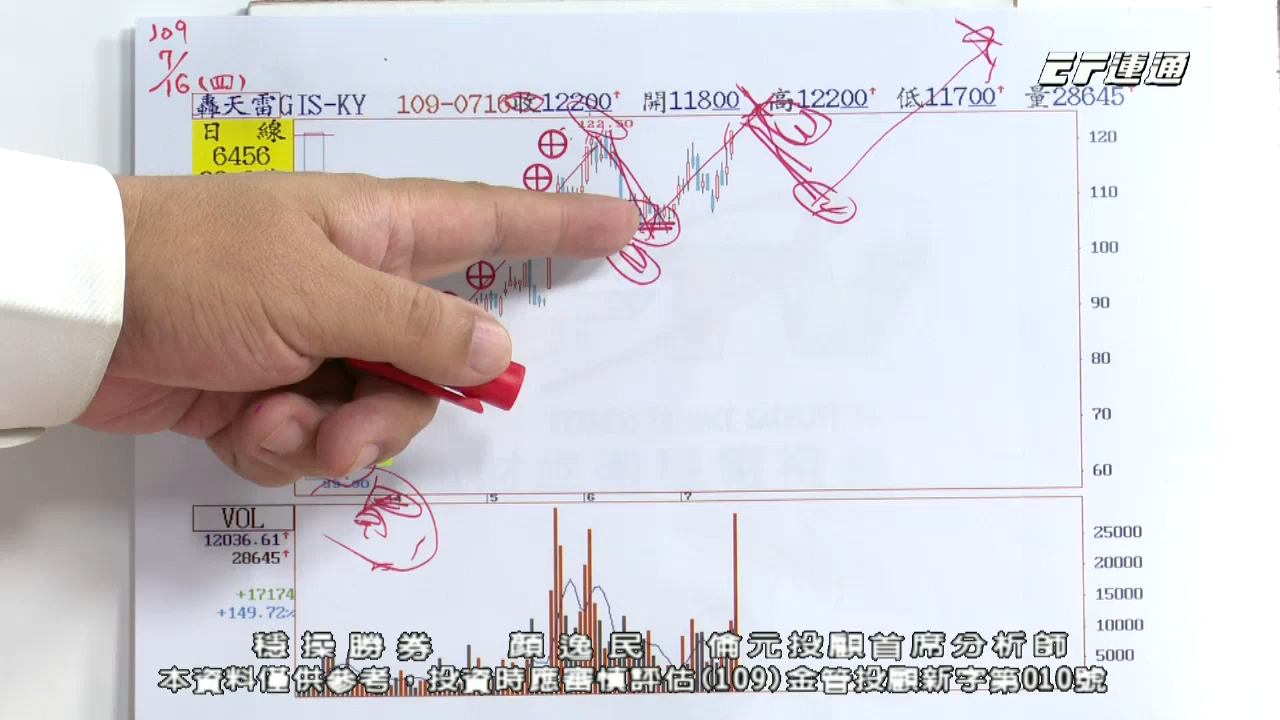 109
7/
16(四)
EF運通
轟天雷GIS-KY 109-0716收12200↑ 開11800↑ 高12200↑ 低11700↑ 量28645↑
日 線
6456
122.50
120
110
100
90
80
70
60
5 6 7
VOL
12036.61↑
28645↑
+17174
+149.72%
25000
20000
15000
10000
5000
穩操勝券 顏逸民 倫元投顧首席分析師
本資料僅供參考,投資時應審慎評估(109)金管投顧新字第010號